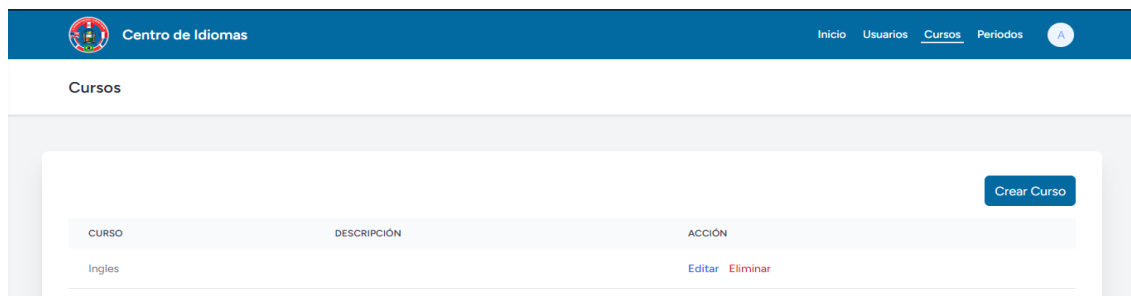 Centro de Idiomas Inicio Usuarios Cursos Periodos A
Cursos
Crear Curso
CURSO DESCRIPCIÓN ACCIÓN
Ingles Editar Eliminar